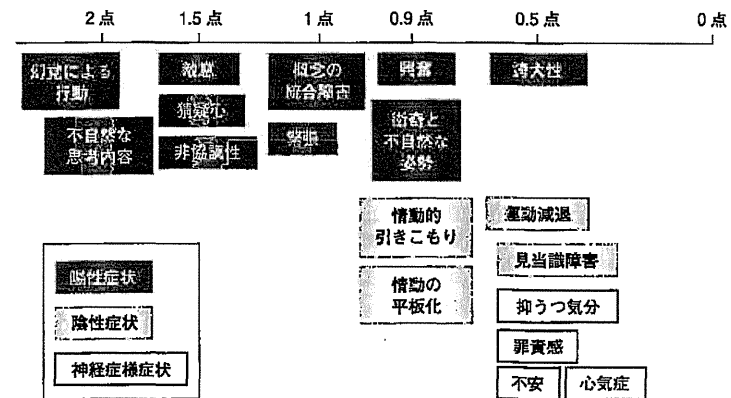 2点 1.5点 1点 0.9点 0.5点 0点
幻覚による
行動
敵意
概念の
統合障害
興奮
誇大性
猜疑心
不自然な
思考内容
非協調性
緊張
衒奇と
不自然な
姿勢
情動的
引きこもり
運動減退
見当識障害
情動の
平板化
抑うつ気分
罪責感
不安
心気症
陽性症状
陰性症状
神経症様症状